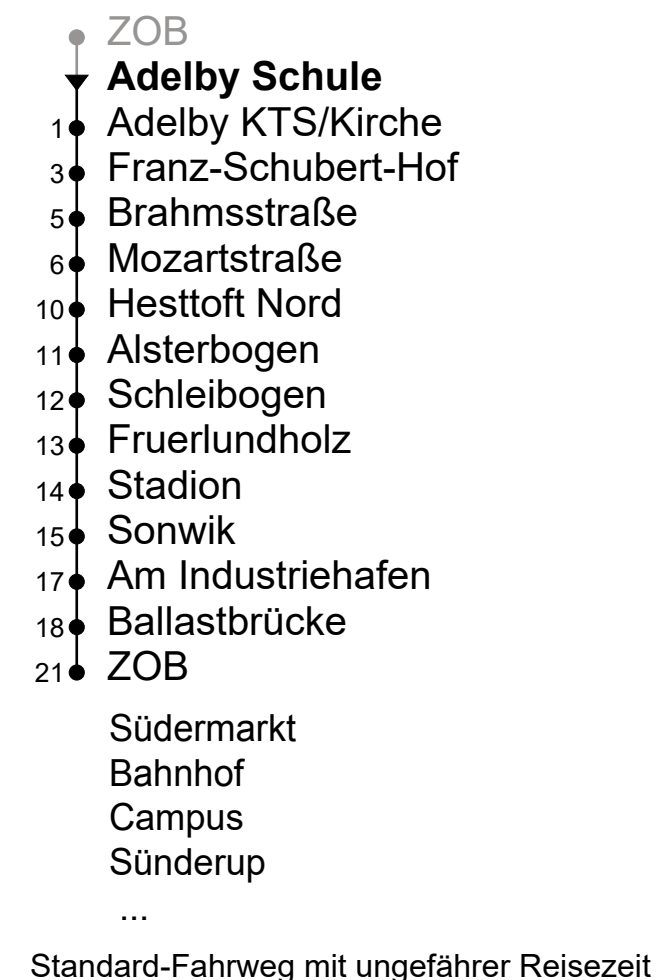 ZOB
Adelby Schule
1 Adelby KTS/Kirche
3 Franz-Schubert-Hof
5 Brahmsstraße
6 Mozartstraße
10 Hesttoft Nord
11 Alsterbogen
12 Schleibogen
13 Fruerlundholz
14 Stadion
15 Sonwik
17 Am Industriehafen
18 Ballastbrücke
21 ZOB
Südermarkt
Bahnhof
Campus
Sünderup
...
Standard-Fahrweg mit ungefährer Reisezeit